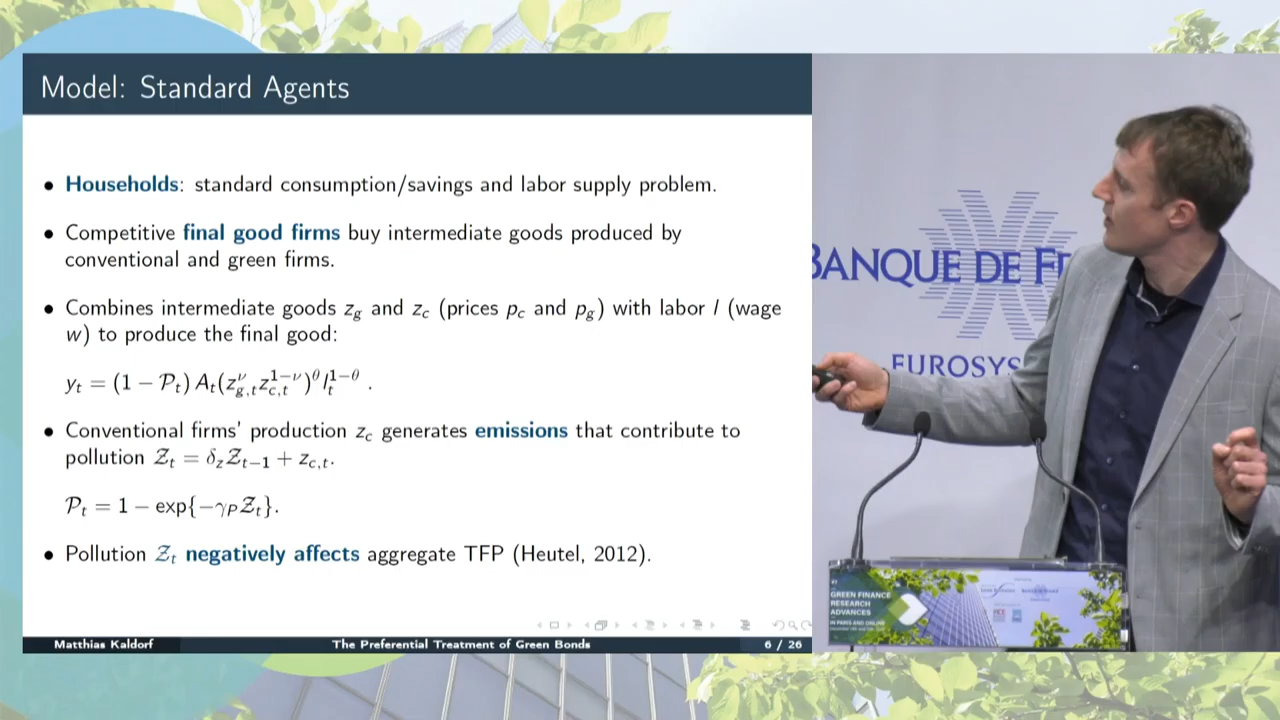 Model: Standard Agents
• Households: standard consumption/savings and labor supply problem.
• Competitive final good firms buy intermediate goods produced by
conventional and green firms.
• Combines intermediate goods z_g and z_c (prices p_c and p_g) with labor l (wage
w) to produce the final good:
y_t = (1 − 𝒫_t) A_t(z_{g,t}^ν z_{c,t}^{1−ν})^θ l_t^{1−θ} .
• Conventional firms' production z_c generates emissions that contribute to
pollution 𝒵_t = δ_z 𝒵_{t−1} + z_{c,t}.
𝒫_t = 1 − exp{−γ_P 𝒵_t}.
• Pollution 𝒵_t negatively affects aggregate TFP (Heutel, 2012).
Matthias Kaldorf The Preferential Treatment of Green Bonds 6 / 26
BANQUE DE
EUROSYS
GREEN FINANCE
RESEARCH
ADVANCES
IN PARIS AND ONLINE